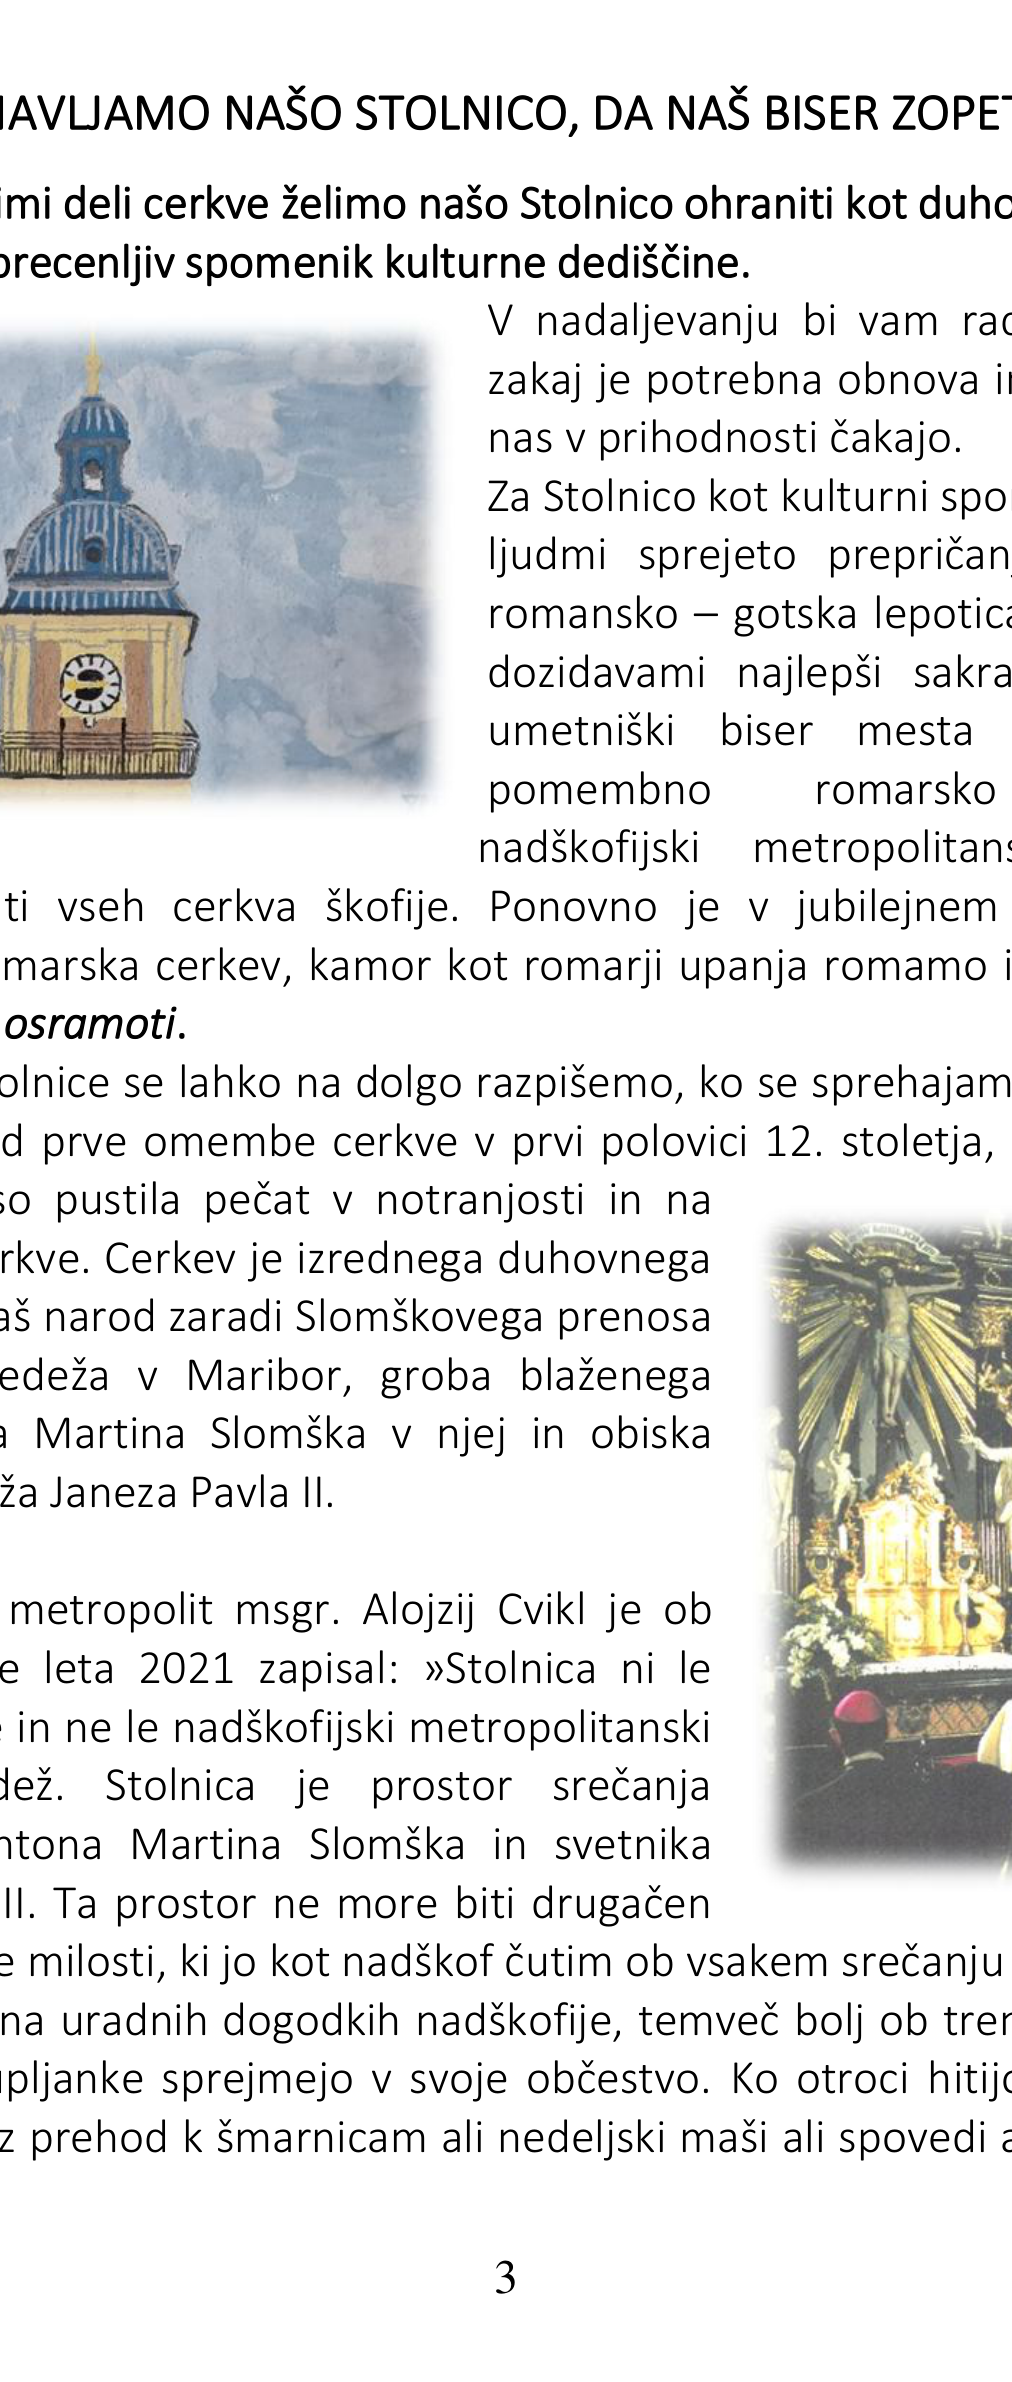 NAVLJAMO NAŠO STOLNICO, DA NAŠ BISER ZOPET
imi deli cerkve želimo našo Stolnico ohraniti kot duho
precenljiv spomenik kulturne dediščine.
V nadaljevanju bi vam rad
zakaj je potrebna obnova in
nas v prihodnosti čakajo.
Za Stolnico kot kulturni spo
ljudmi sprejeto prepričanj
romansko – gotska lepotica
dozidavami najlepši sakra
umetniški biser mesta
pomembno romarsko
nadškofijski metropolitans
ti vseh cerkva škofije. Ponovno je v jubilejnem
marska cerkev, kamor kot romarji upanja romamo i
osramoti.
olnice se lahko na dolgo razpišemo, ko se sprehajam
d prve omembe cerkve v prvi polovici 12. stoletja,
so pustila pečat v notranjosti in na
rkve. Cerkev je izrednega duhovnega
aš narod zaradi Slomškovega prenosa
edeža v Maribor, groba blaženega
a Martina Slomška v njej in obiska
ža Janeza Pavla II.
metropolit msgr. Alojzij Cvikl je ob
e leta 2021 zapisal: »Stolnica ni le
e in ne le nadškofijski metropolitanski
dež. Stolnica je prostor srečanja
ntona Martina Slomška in svetnika
II. Ta prostor ne more biti drugačen
e milosti, ki jo kot nadškof čutim ob vsakem srečanju
na uradnih dogodkih nadškofije, temveč bolj ob tren
upljanke sprejmejo v svoje občestvo. Ko otroci hitijo
z prehod k šmarnicam ali nedeljski maši ali spovedi a
3